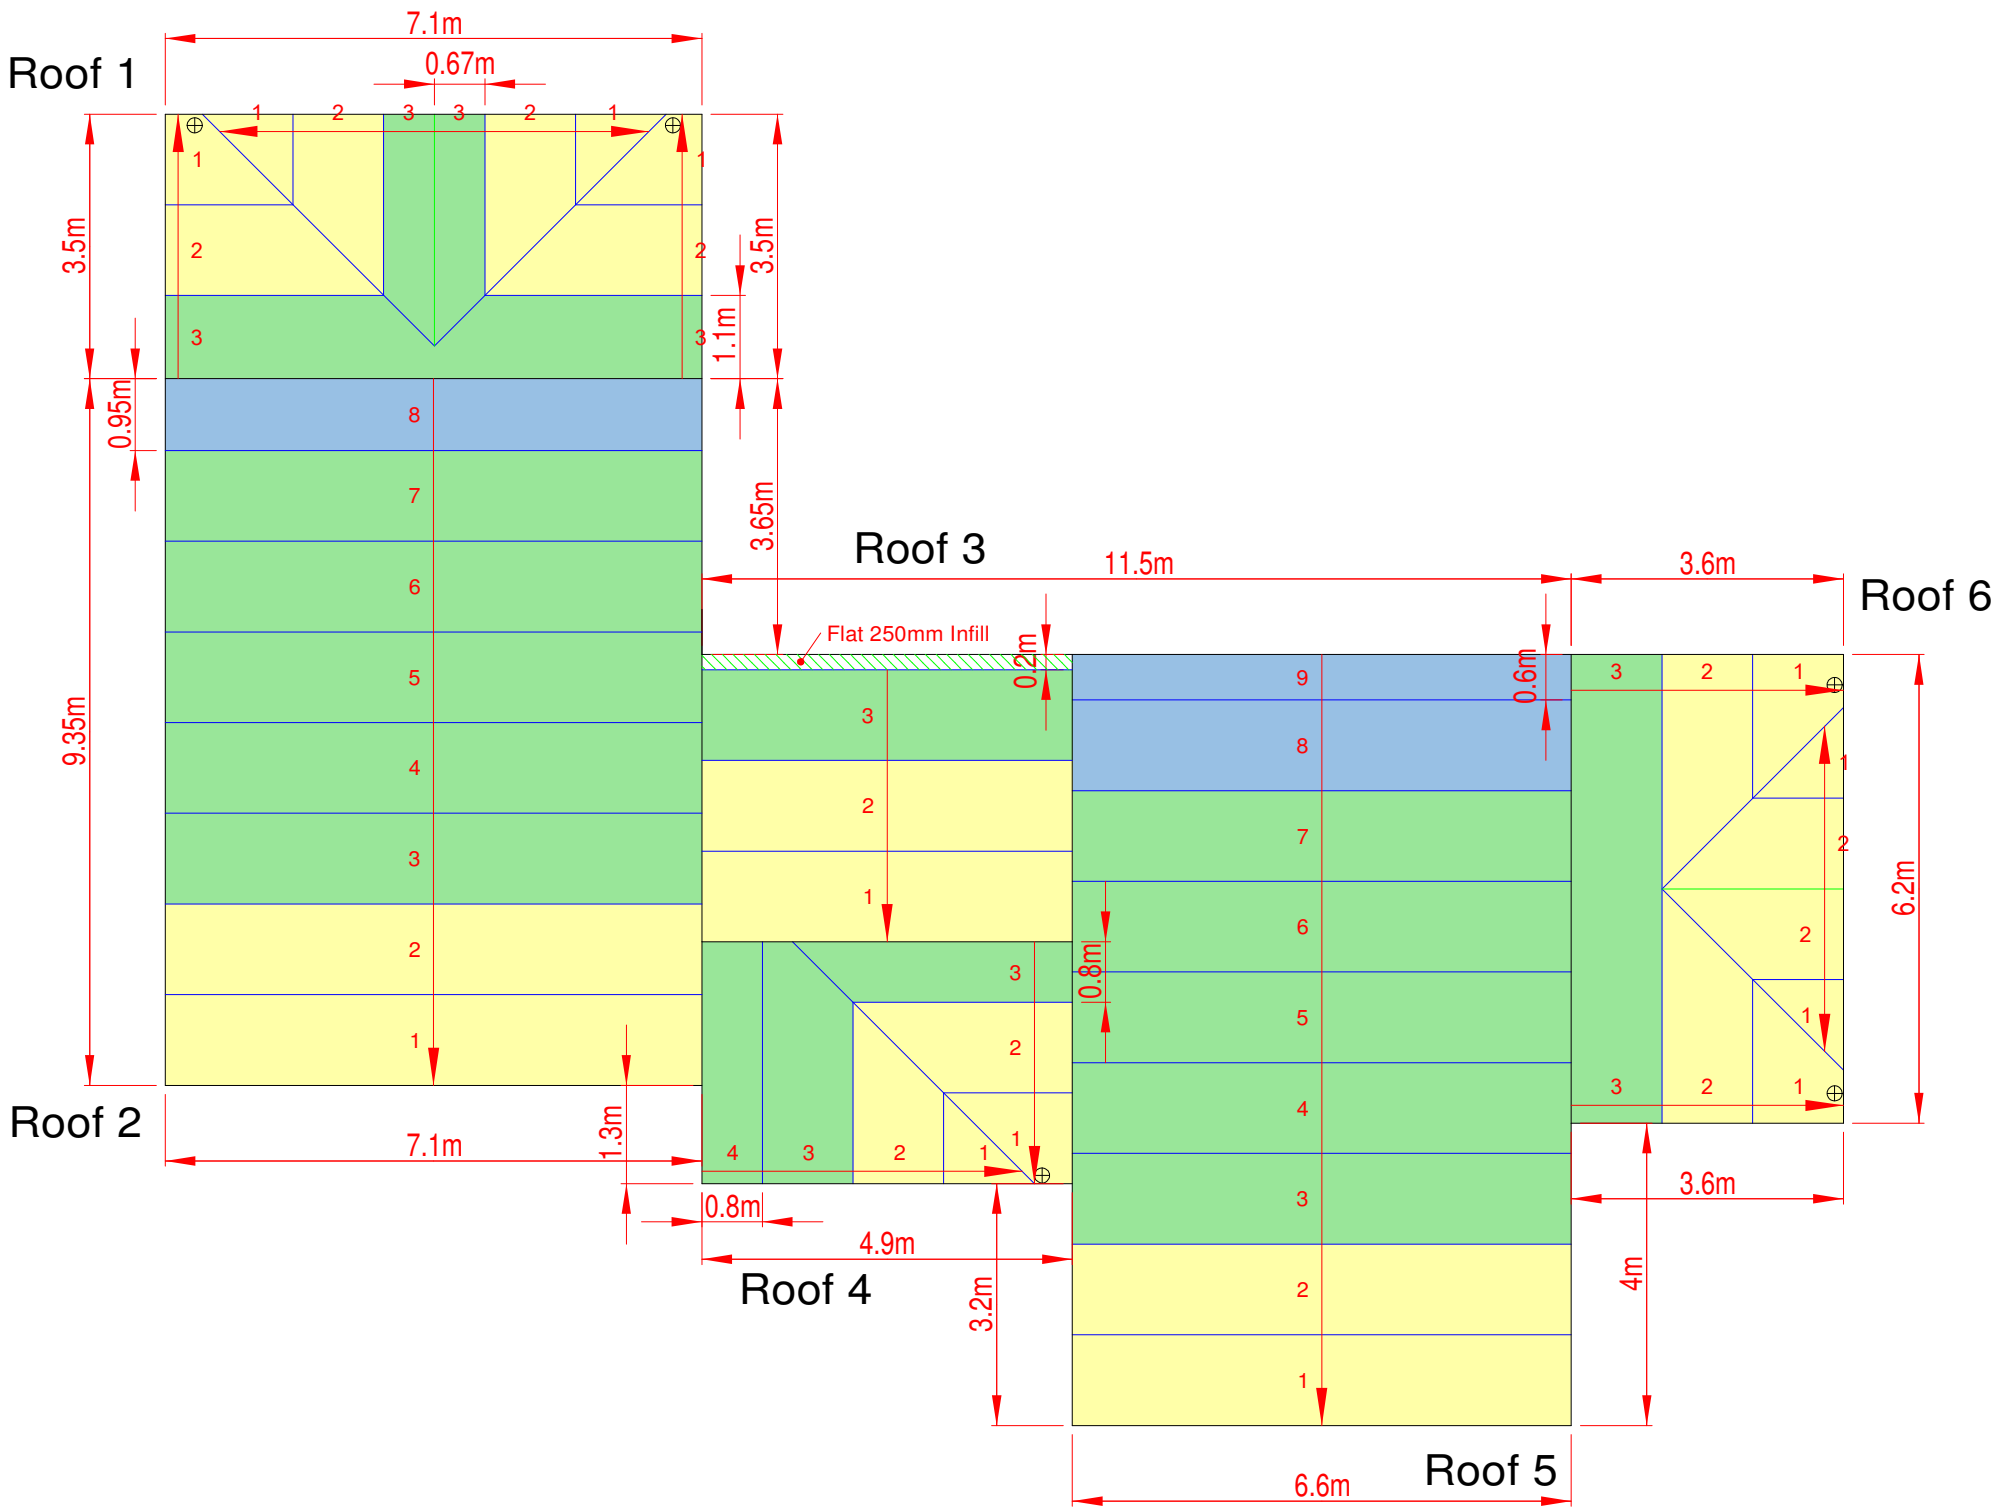 7.1m
Roof 1
0.67m
1 2 3 3 2 1
1 1
3.5m
3.5m
2 2
1.1m
3 3
0.95m
8
7
3.65m
6
5
9.35m
4
3
2
1
Roof 2
7.1m
1.3m
Roof 3
11.5m
3.6m
Roof 6
Flat 250mm Infill
0.2m
3
2
1
3
0.8m
2
1
4 3 2 1
0.8m
4.9m
Roof 4
3.2m
9
0.6m
8
7
6
5
4
3
2
1
6.6m
Roof 5
3 2 1
1
2
6.2m
2
1
3 2 1
3.6m
4m